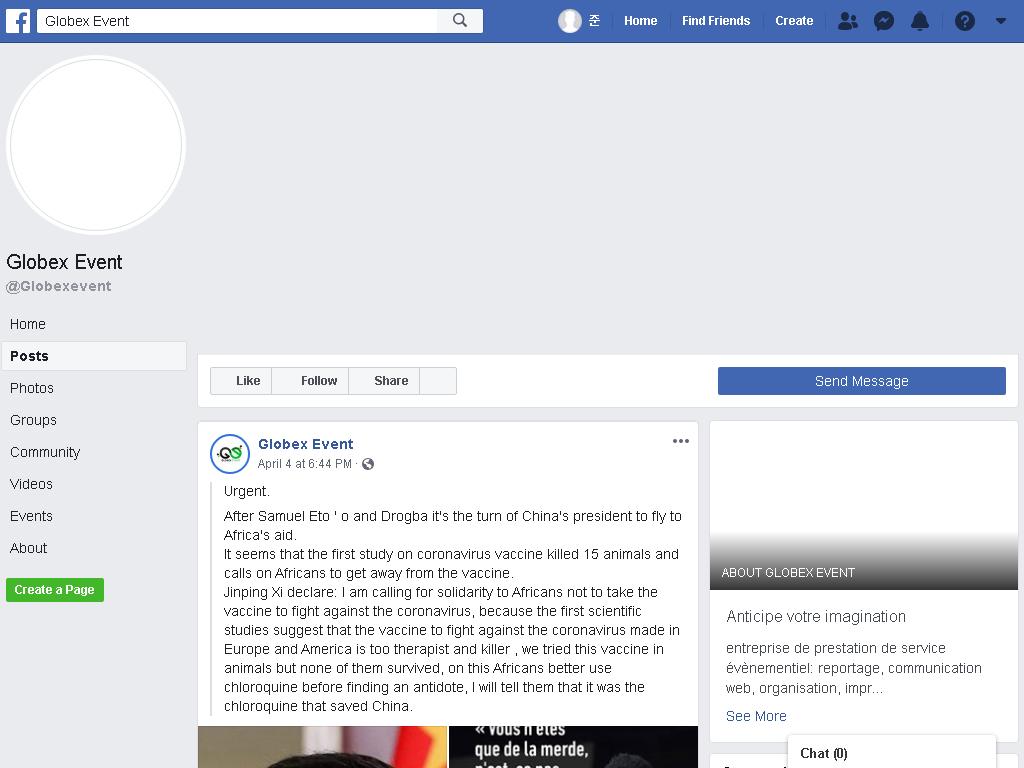 Globex Event
준
Home
Find Friends
Create
Globex Event
@Globexevent
Home
Posts
Photos
Groups
Community
Videos
Events
About
Create a Page
Like
Follow
Share
Send Message
Globex Event
April 4 at 6:44 PM ·
Urgent.
After Samuel Eto ' o and Drogba it's the turn of China's president to fly to
Africa's aid.
It seems that the first study on coronavirus vaccine killed 15 animals and
calls on Africans to get away from the vaccine.
Jinping Xi declare: I am calling for solidarity to Africans not to take the
vaccine to fight against the coronavirus, because the first scientific
studies suggest that the vaccine to fight against the coronavirus made in
Europe and America is too therapist and killer , we tried this vaccine in
animals but none of them survived, on this Africans better use
chloroquine before finding an antidote, I will tell them that it was the
chloroquine that saved China.
« Vous n'êtes
que de la merde,
ABOUT GLOBEX EVENT
Anticipe votre imagination
entreprise de prestation de service
évènementiel: reportage, communication
web, organisation, impr...
See More
Chat (0)